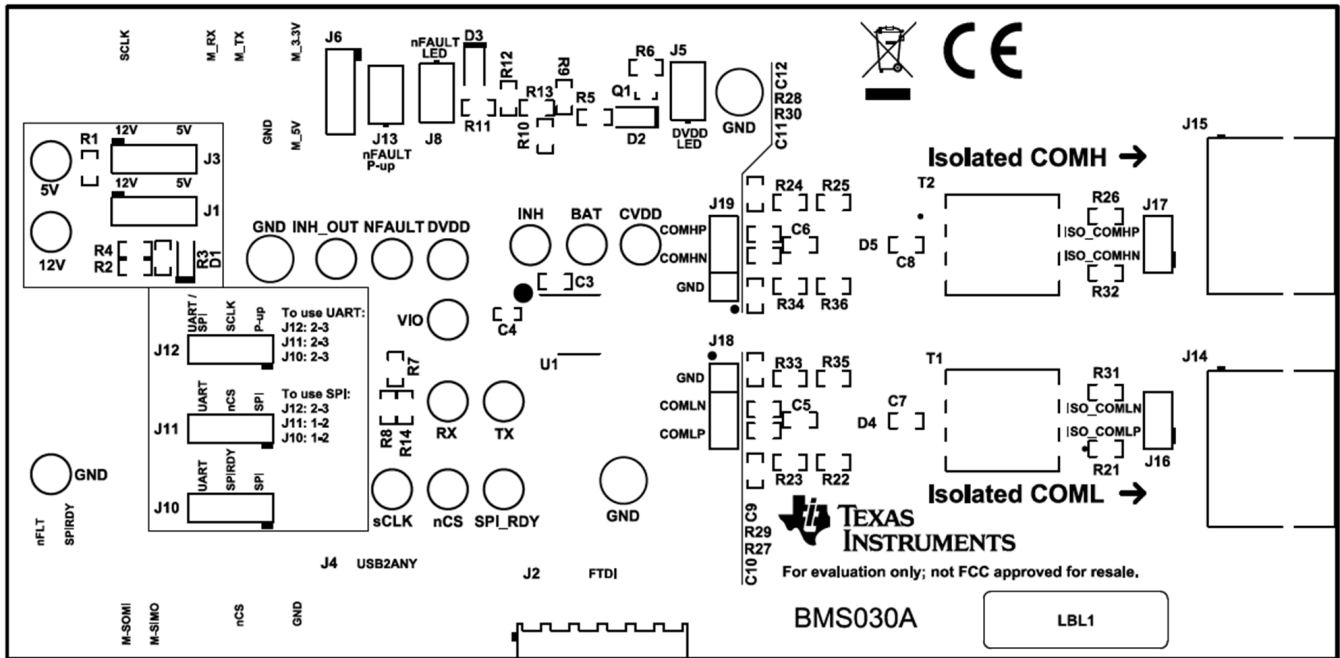 SCLK
M_RX
M_TX
M_3.3V
J6
nFAULT
LED
D3
R12
R9
R6
J5
C12
R28
R30
C11
Q1
R13
R5
GND
M_5V
J13
nFAULT
P-up
J8
R11
R10
D2
DVDD
LED
GND
J15
R1
12V
5V
J3
5V
12V
5V
J1
12V
R4
R2
R3
D1
Isolated COMH →
T2
R24
R25
R26
J17
J19
COMHP
COMHN
GND
C6
D5
C8
ISO_COMHP
ISO_COMHN
R32
R34
R36
GND
INH_OUT
NFAULT
DVDD
INH
BAT
CVDD
C3
C4
VIO
U1
UART /
SPI
SCLK
P-up
J12
To use UART:
J12: 2-3
J11: 2-3
J10: 2-3
R7
J18
GND
COMLN
COMLP
R33
R35
T1
R31
J14
C5
D4
C7
ISO_COMLN
ISO_COMLP
J16
R21
R23
R22
UART
nCS
SPI
J11
To use SPI:
J12: 2-3
J11: 1-2
J10: 1-2
R8
R14
RX
TX
GND
UART
SPIRDY
SPI
J10
sCLK
nCS
SPI_RDY
GND
Isolated COML →
nFLT
SPIRDY
C9
R29
R27
C10
TEXAS
INSTRUMENTS
J4
USB2ANY
J2
FTDI
For evaluation only; not FCC approved for resale.
M-SOMI
M-SIMO
nCS
GND
BMS030A
LBL1